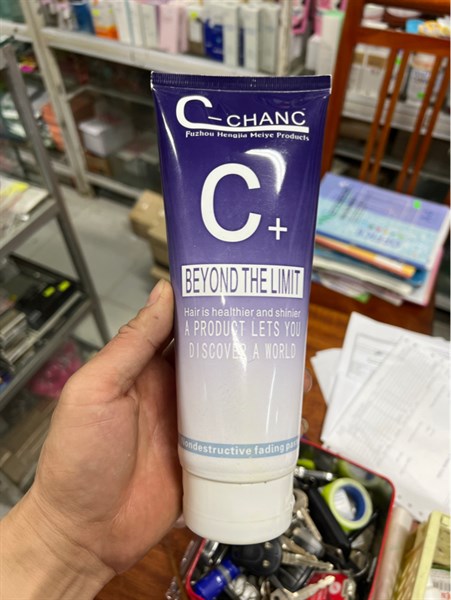 C-CHANC
Fuzhou Hengjia Meiye Products
C+
BEYOND THE LIMIT
Hair is healthier and shinier
A PRODUCT LETS YOU
DISCOVER A WORLD
ondestructive fading